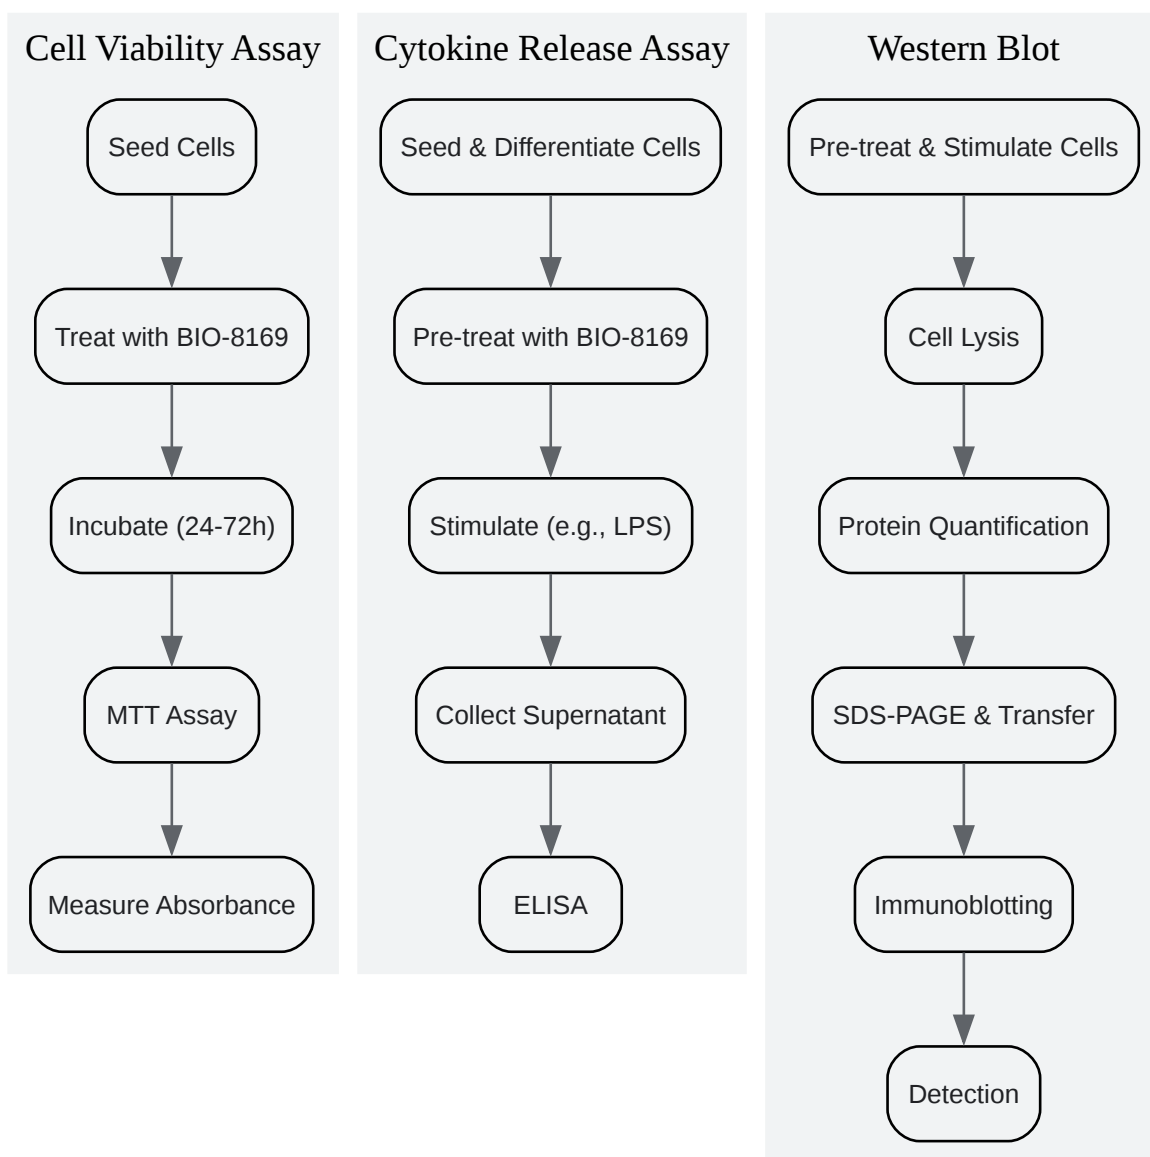 Cell Viability Assay
Seed Cells
Treat with BIO-8169
Incubate (24-72h)
MTT Assay
Measure Absorbance
Cytokine Release Assay
Seed & Differentiate Cells
Pre-treat with BIO-8169
Stimulate (e.g., LPS)
Collect Supernatant
ELISA
Western Blot
Pre-treat & Stimulate Cells
Cell Lysis
Protein Quantification
SDS-PAGE & Transfer
Immunoblotting
Detection